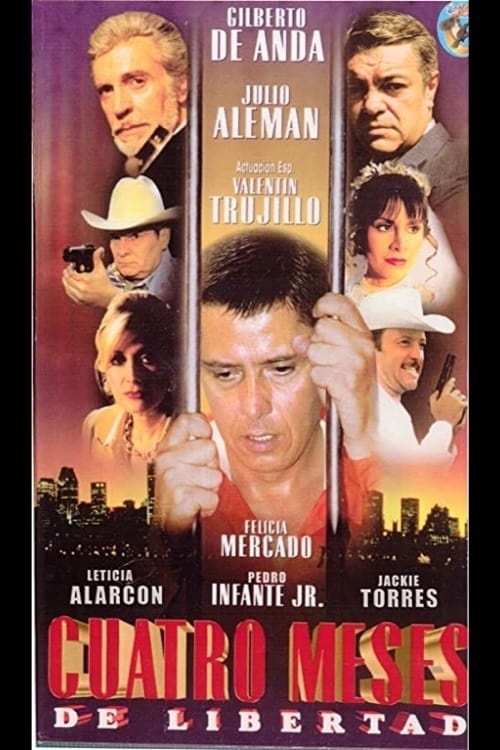 GILBERTO
DE ANDA
JULIO
ALEMAN
Actuacion Esp.
VALENTIN
TRUJILLO
FELICIA
MERCADO
LETICIA
ALARCON
PEDRO
INFANTE JR.
JACKIE
TORRES
CUATRO MESES
DE LIBERTAD